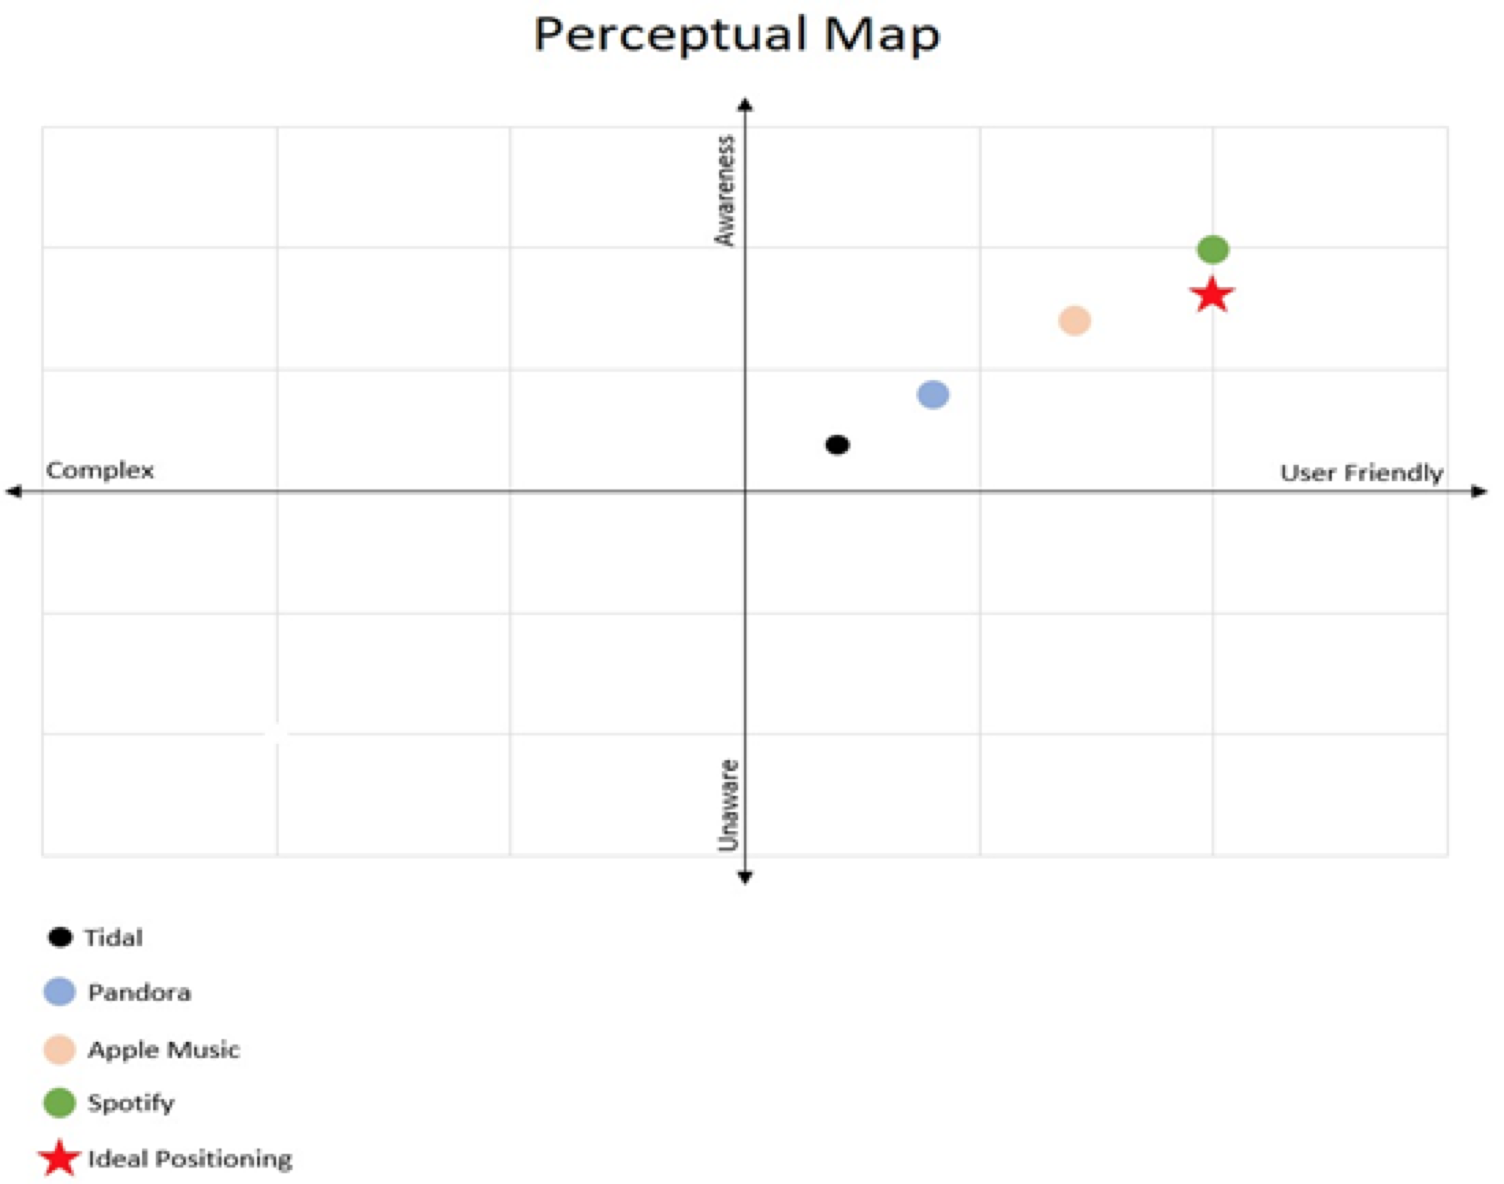 Perceptual Map
Awareness
Complex
User Friendly
Unaware
Tidal
Pandora
Apple Music
Spotify
Ideal Positioning